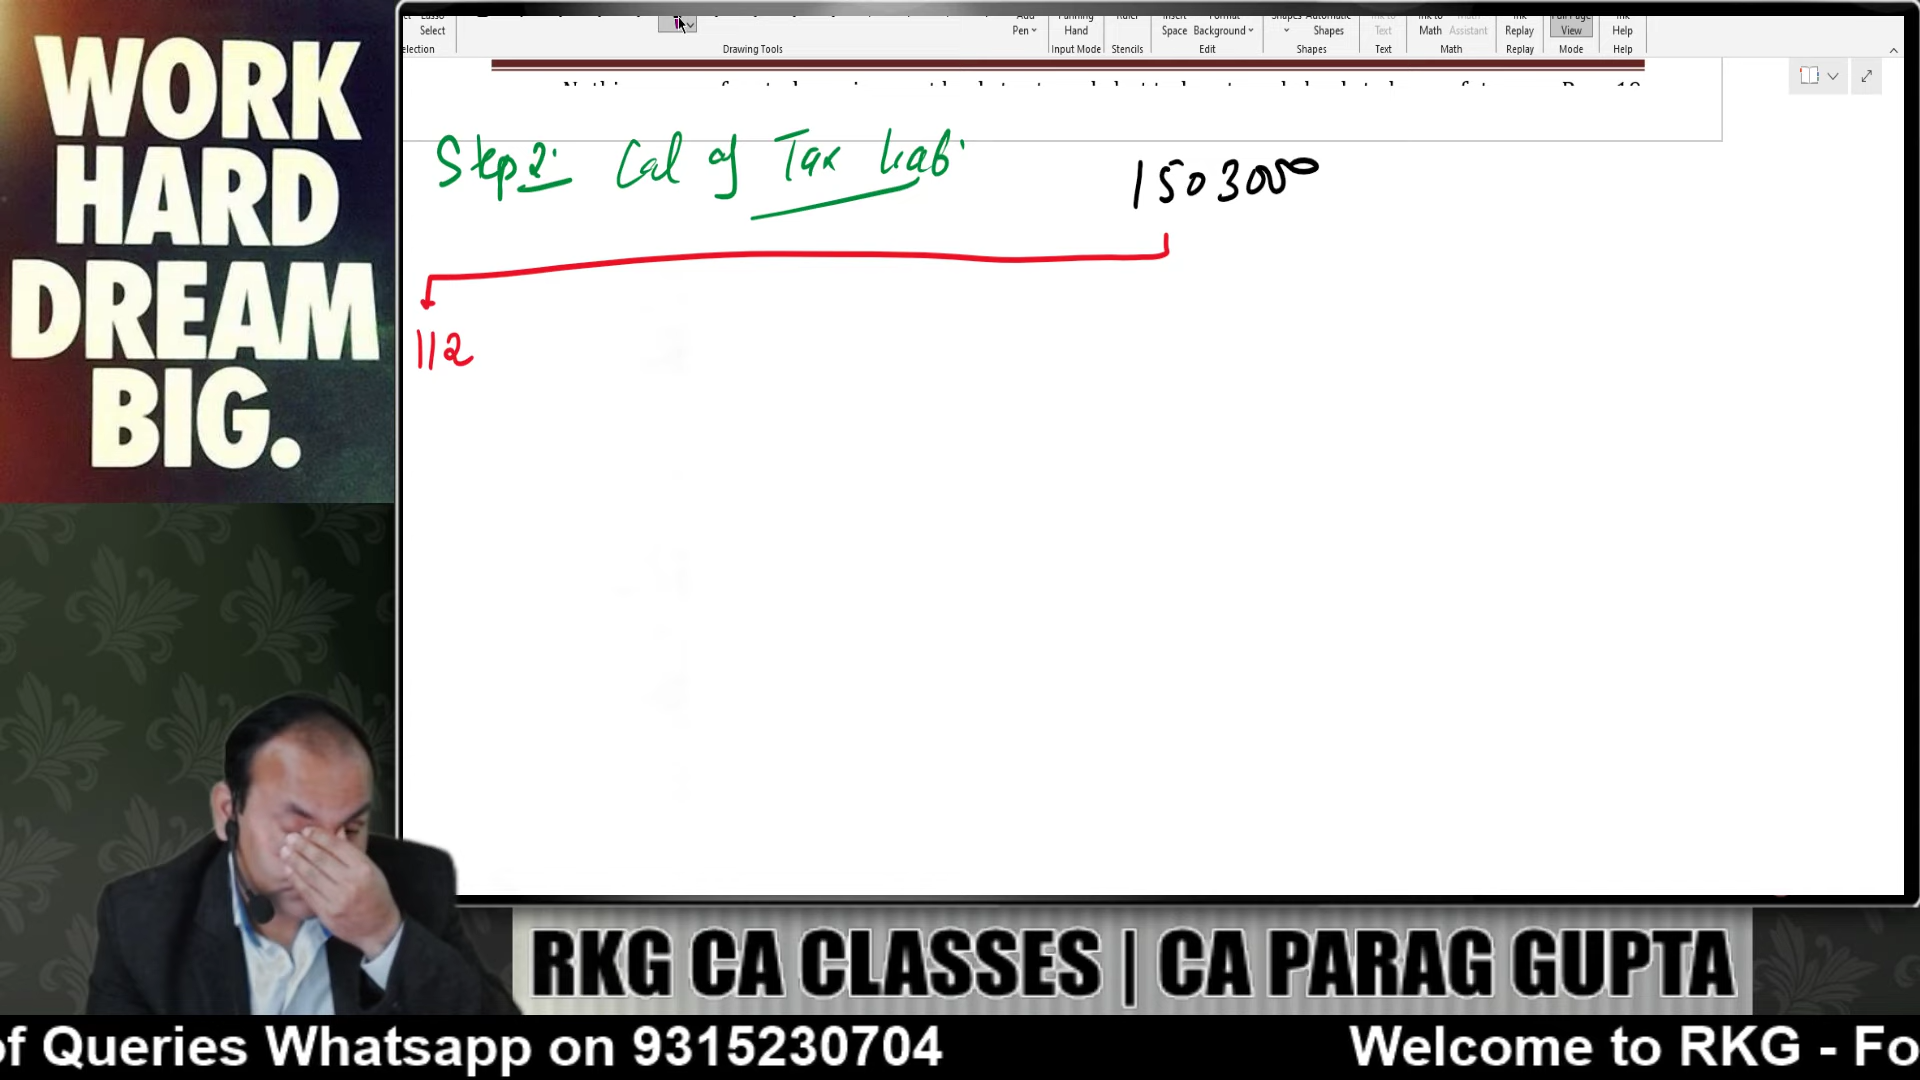 WORK
HARD
DREAM
BIG.
Select
Drawing Tools
Pen
Hand
Input Mode
Stencils
Space
Background
Edit
Shapes
Shapes
Text
Text
Math
Assistant
Math
Replay
Replay
View
Mode
Help
Help
Step 2: Cal of Tax Liab.
112
RKG CA CLASSES | CA PARAG GUPTA
of Queries Whatsapp on 9315230704
Welcome to RKG - Fo